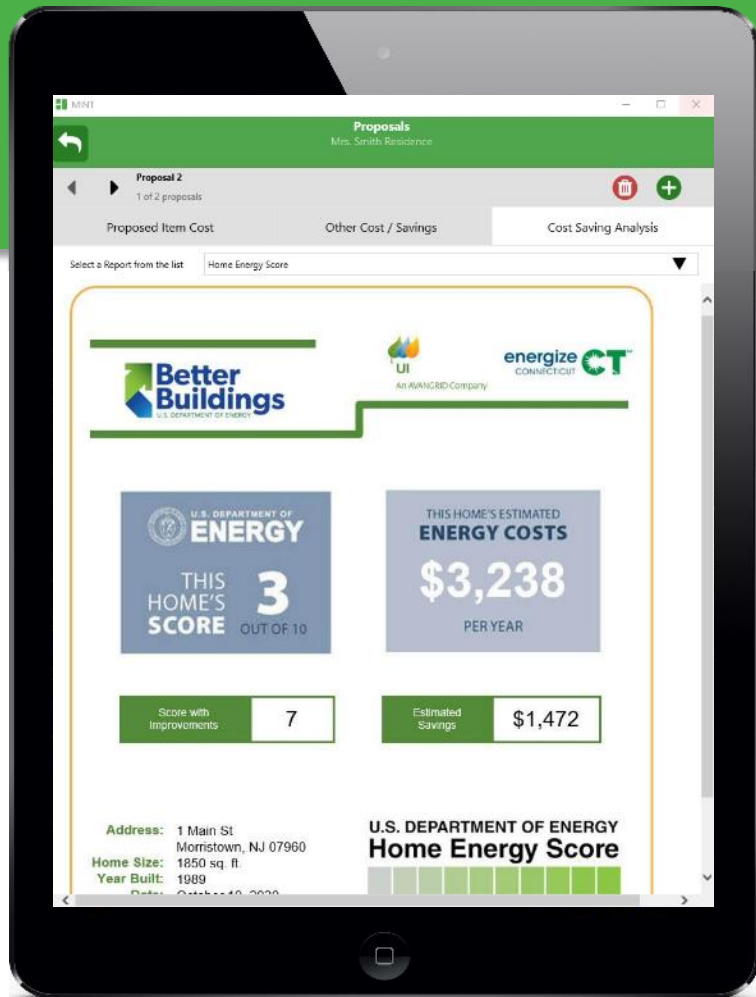 MINT
Proposals
Mrs. Smith Residence
Proposal 2
1 of 2 proposals
Proposed Item Cost
Other Cost / Savings
Cost Saving Analysis
Select a Report from the list
Home Energy Score
Better
Buildings
U.S. DEPARTMENT OF ENERGY
UI
An AVANGRID Company
energize CT™
CONNECTICUT
U.S. DEPARTMENT OF
ENERGY
THIS
HOME'S
SCORE
3
OUT OF 10
THIS HOME'S ESTIMATED
ENERGY COSTS
$3,238
PER YEAR
Score with
Improvements
7
Estimated
Savings
$1,472
Address: 1 Main St
Morristown, NJ 07960
Home Size: 1850 sq. ft.
Year Built: 1989
U.S. DEPARTMENT OF ENERGY
Home Energy Score